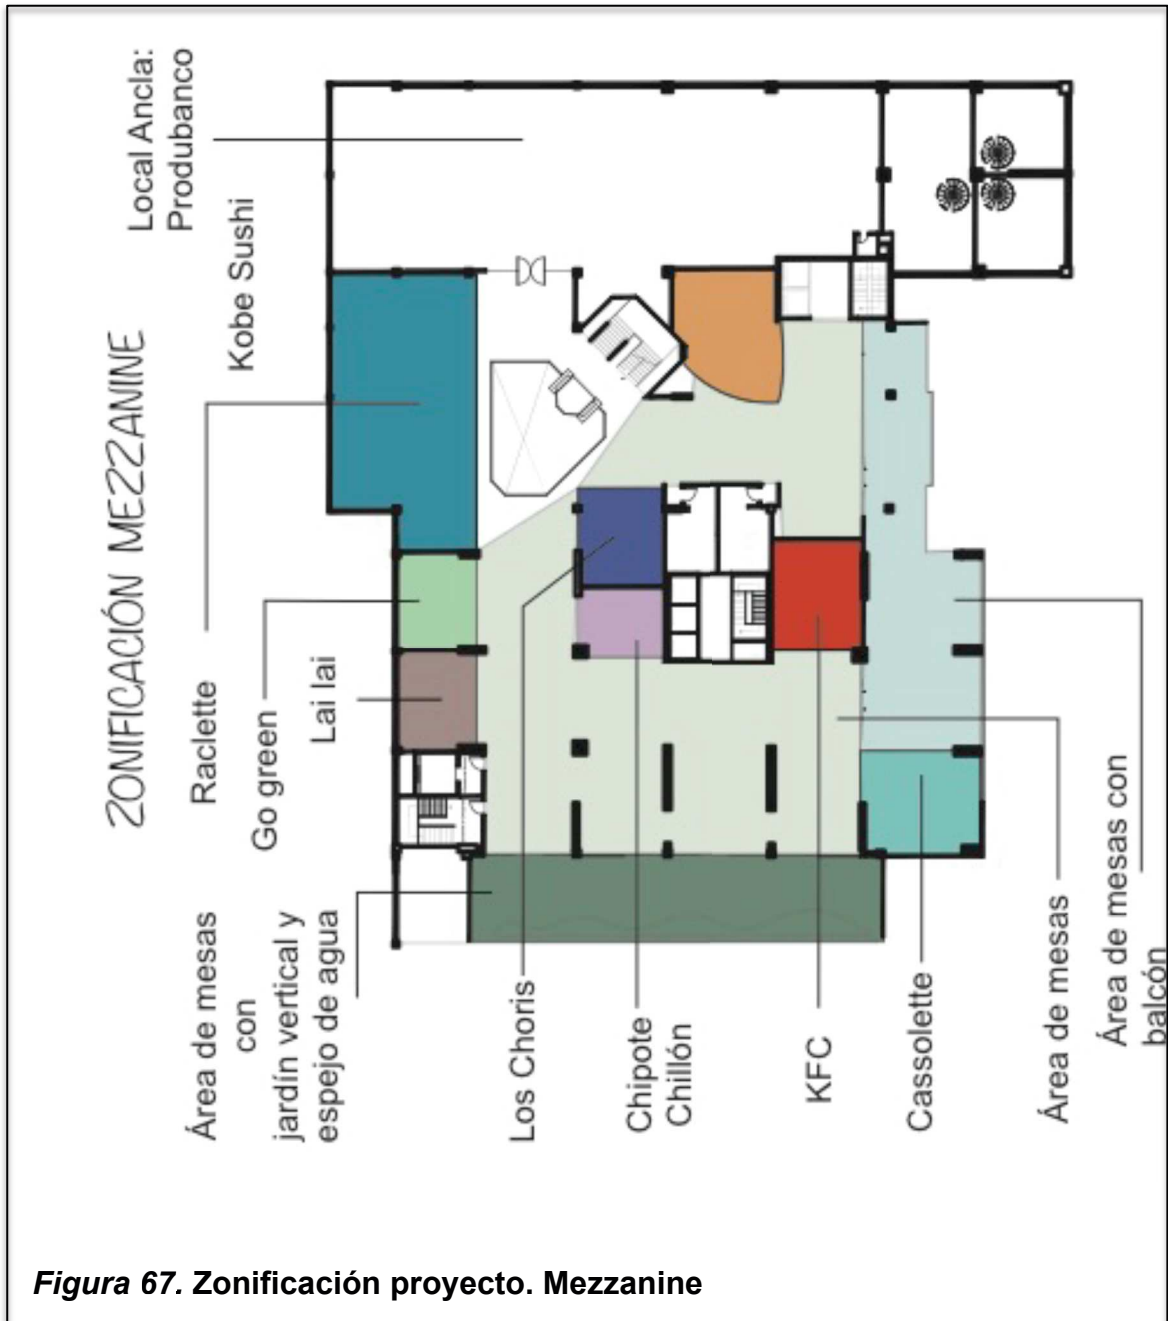 ZONIFICACIÓN MEZZANINE
Local Ancla:
Produbanco
Kobe Sushi
Raclette
Go green
Lai lai
Área de mesas
con
jardín vertical y
espejo de agua
Los Choris
Chipote
Chillón
KFC
Cassolette
Área de mesas
Área de mesas con
balcón
Figura 67. Zonificación proyecto. Mezzanine